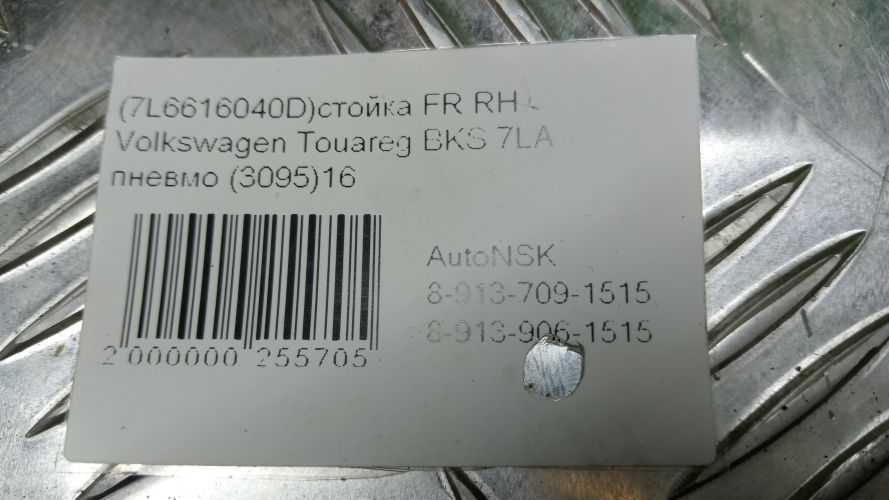 (7L6616040D)стойка FR RH
Volkswagen Touareg BKS 7LA
пневмо (3095)16
AutoNSK
8-913-709-1515,
8-913-906-1515
2 000000 255705